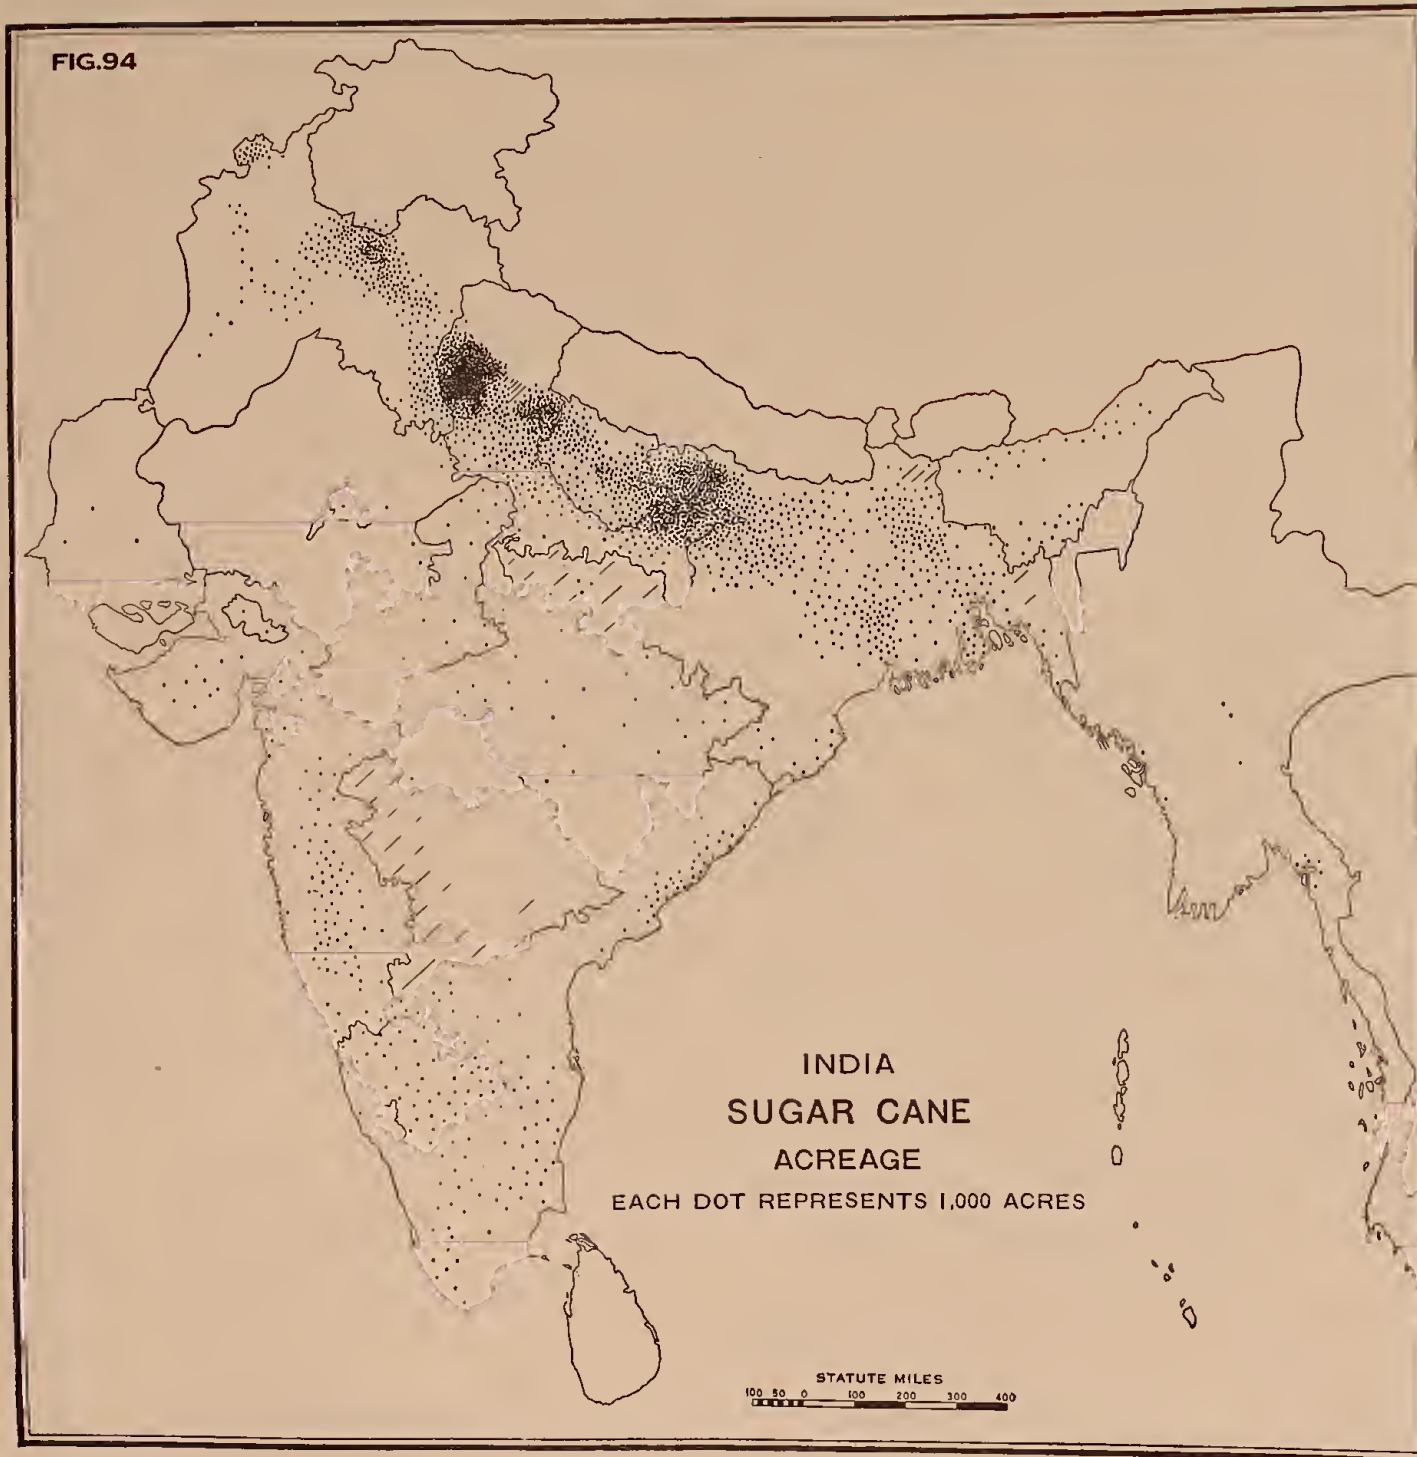 FIG.94
INDIA
SUGAR CANE
ACREAGE
EACH DOT REPRESENTS 1,000 ACRES
STATUTE MILES
100 50 0 100 200 300 400